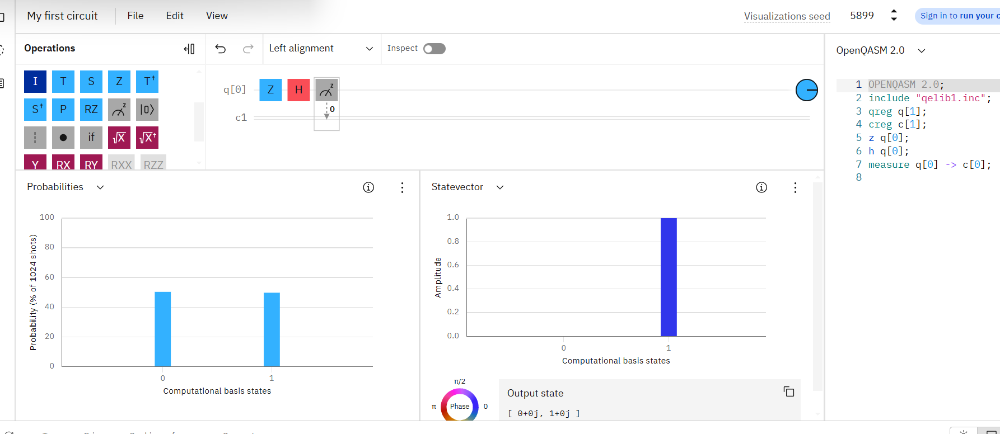 My first circuit
File Edit View
Visualizations seed 5899
Sign in to run your c
Operations
Left alignment
Inspect
OpenQASM 2.0
I T S Z T†
S† P RZ z |0⟩
if √X √X†
Y RX RY RXX RZZ
q[0] Z H z
0
c1
1 OPENQASM 2.0;
2 include "qelib1.inc";
3 qreg q[1];
4 creg c[1];
5 z q[0];
6 h q[0];
7 measure q[0] -> c[0];
8
Probabilities
Probability (% of 1024 shots)
100
80
60
40
20
0
0 1
Computational basis states
Statevector
Amplitude
1.0
0.8
0.6
0.4
0.2
0.0
0 1
Computational basis states
π/2
π Phase 0
Output state
[ 0+0j, 1+0j ]